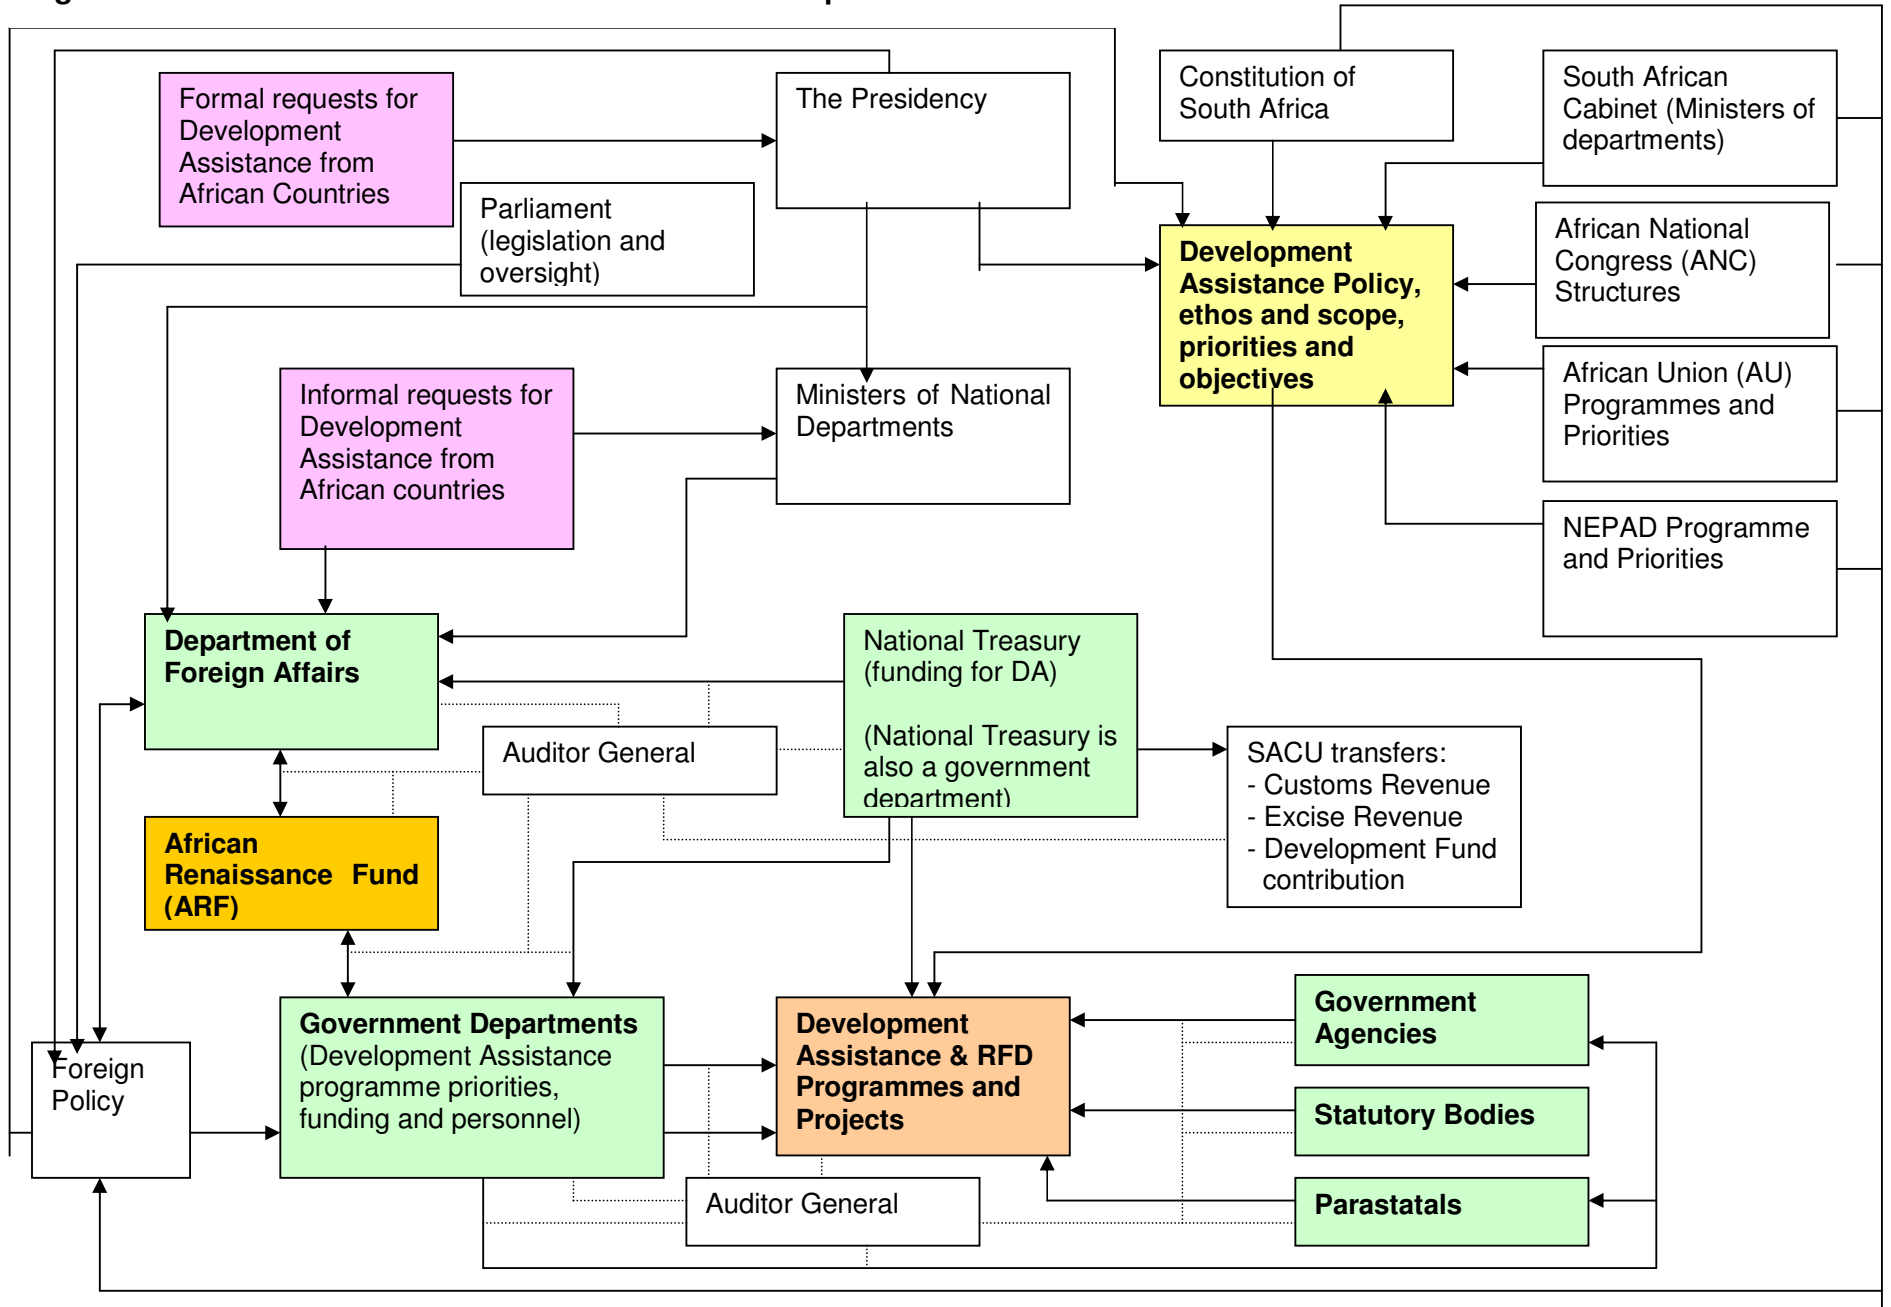 Formal requests for
Development
Assistance from
African Countries
The Presidency
Constitution of
South Africa
South African
Cabinet (Ministers of
departments)
Parliament
(legislation and
oversight)
Development
Assistance Policy,
ethos and scope,
priorities and
objectives
African National
Congress (ANC)
Structures
African Union (AU)
Programmes and
Priorities
NEPAD Programme
and Priorities
Informal requests for
Development
Assistance from
African countries
Ministers of National
Departments
Department of
Foreign Affairs
National Treasury
(funding for DA)
(National Treasury is
also a government
department)
Auditor General
SACU transfers:
- Customs Revenue
- Excise Revenue
- Development Fund
contribution
African
Renaissance Fund
(ARF)
Foreign
Policy
Government Departments
(Development Assistance
programme priorities,
funding and personnel)
Development
Assistance & RFD
Programmes and
Projects
Government
Agencies
Statutory Bodies
Parastatals
Auditor General